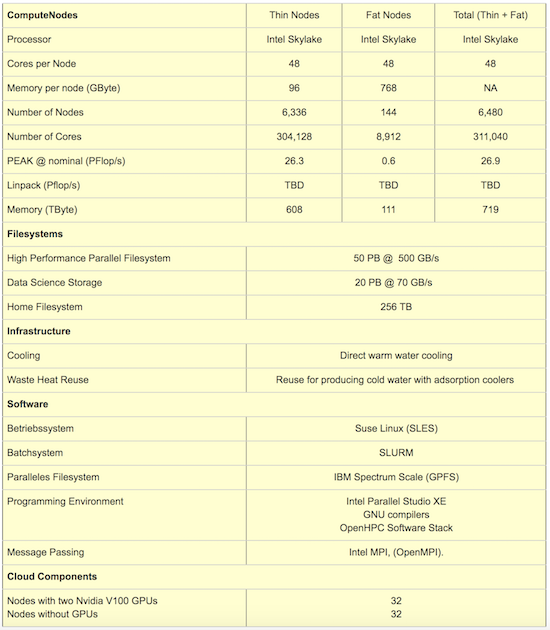 ComputeNodes Thin Nodes Fat Nodes Total (Thin + Fat)
Processor Intel Skylake Intel Skylake Intel Skylake
Cores per Node 48 48 48
Memory per node (GByte) 96 768 NA
Number of Nodes 6,336 144 6,480
Number of Cores 304,128 8,912 311,040
PEAK @ nominal (PFlop/s) 26.3 0.6 26.9
Linpack (Pflop/s) TBD TBD TBD
Memory (TByte) 608 111 719
Filesystems
High Performance Parallel Filesystem 50 PB @ 500 GB/s
Data Science Storage 20 PB @ 70 GB/s
Home Filesystem 256 TB
Infrastructure
Cooling Direct warm water cooling
Waste Heat Reuse Reuse for producing cold water with adsorption coolers
Software
Betriebssystem Suse Linux (SLES)
Batchsystem SLURM
Paralleles Filesystem IBM Spectrum Scale (GPFS)
Programming Environment Intel Parallel Studio XE
GNU compilers
OpenHPC Software Stack
Message Passing Intel MPI, (OpenMPI).
Cloud Components
Nodes with two Nvidia V100 GPUs 32
Nodes without GPUs 32